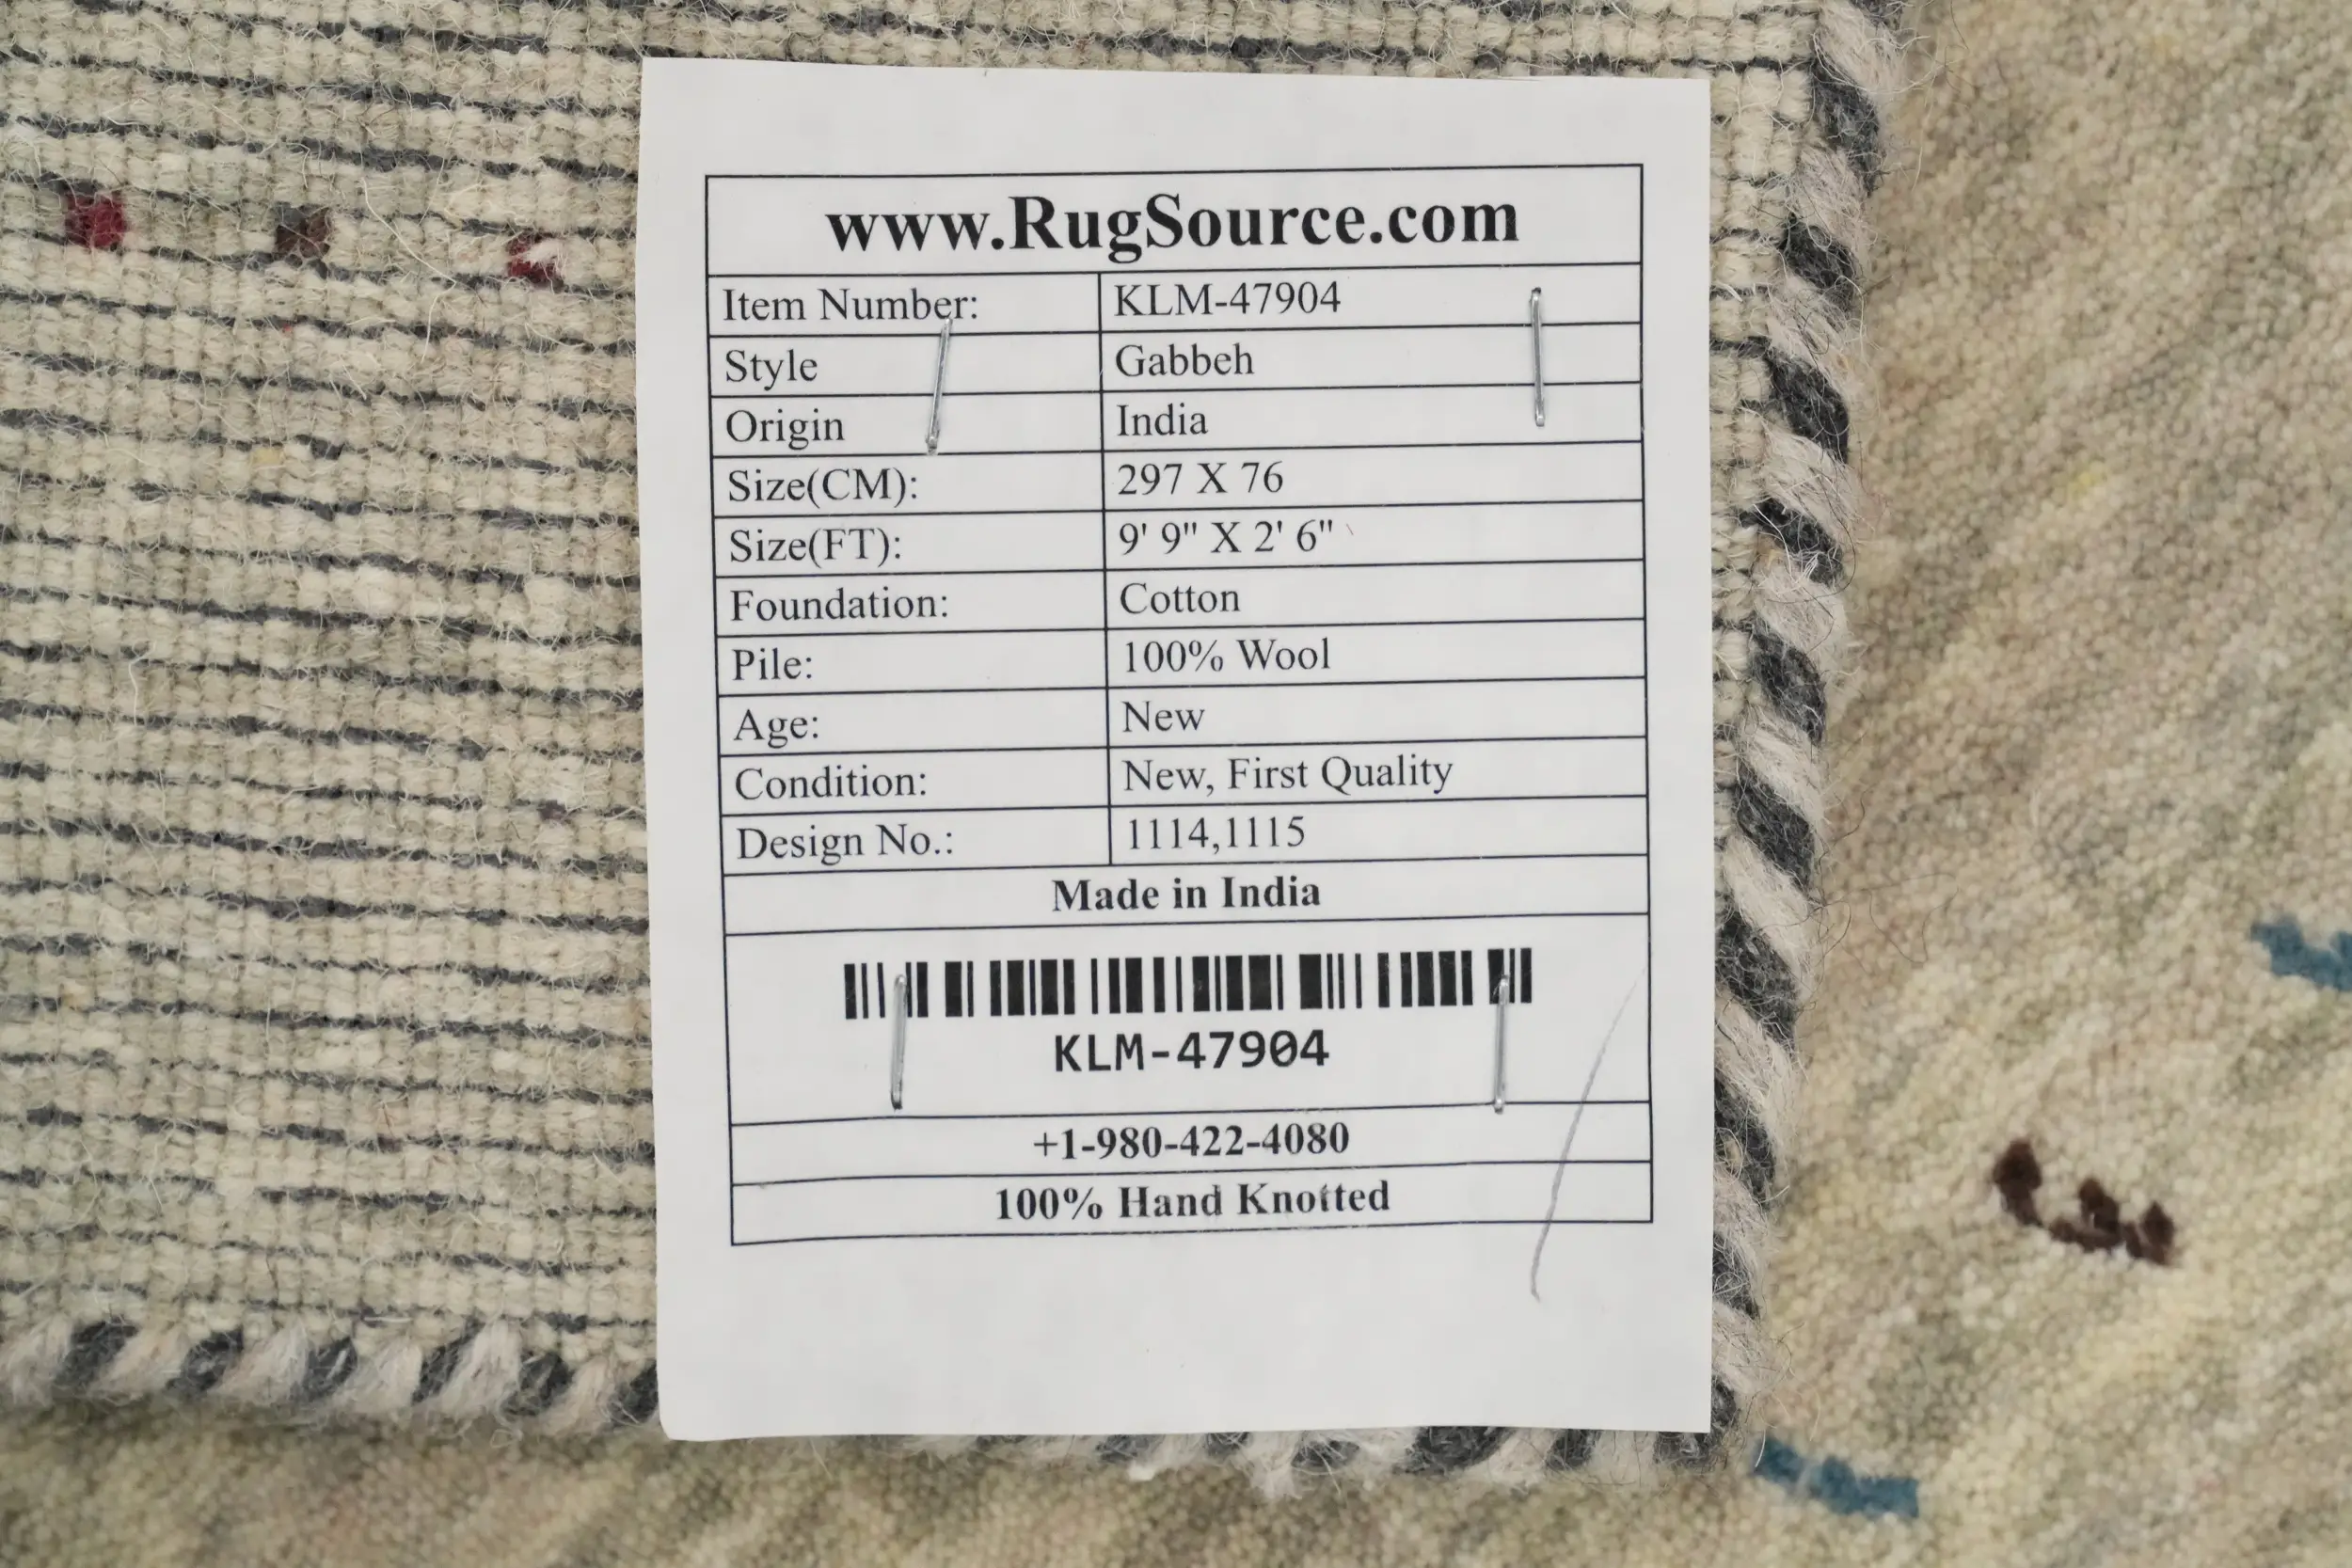 www.RugSource.com
Item Number: KLM-47904
Style Gabbeh
Origin India
Size(CM): 297 X 76
Size(FT): 9' 9" X 2' 6"
Foundation: Cotton
Pile: 100% Wool
Age: New
Condition: New, First Quality
Design No.: 1114,1115
Made in India
KLM-47904
+1-980-422-4080
100% Hand Knotted